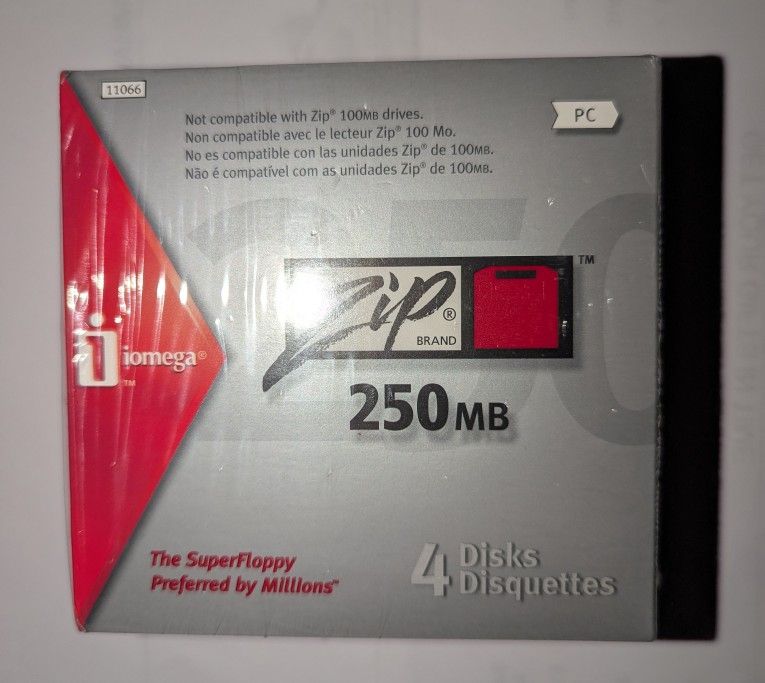 11066
Not compatible with Zip® 100MB drives.
Non compatible avec le lecteur Zip® 100 Mo.
No es compatible con las unidades Zip® de 100MB.
Não é compatível com as unidades Zip® de 100MB.
PC
250
Zip®
BRAND
™
iomega®
™
250MB
The SuperFloppy
Preferred by Millions™
4 Disks
Disquettes